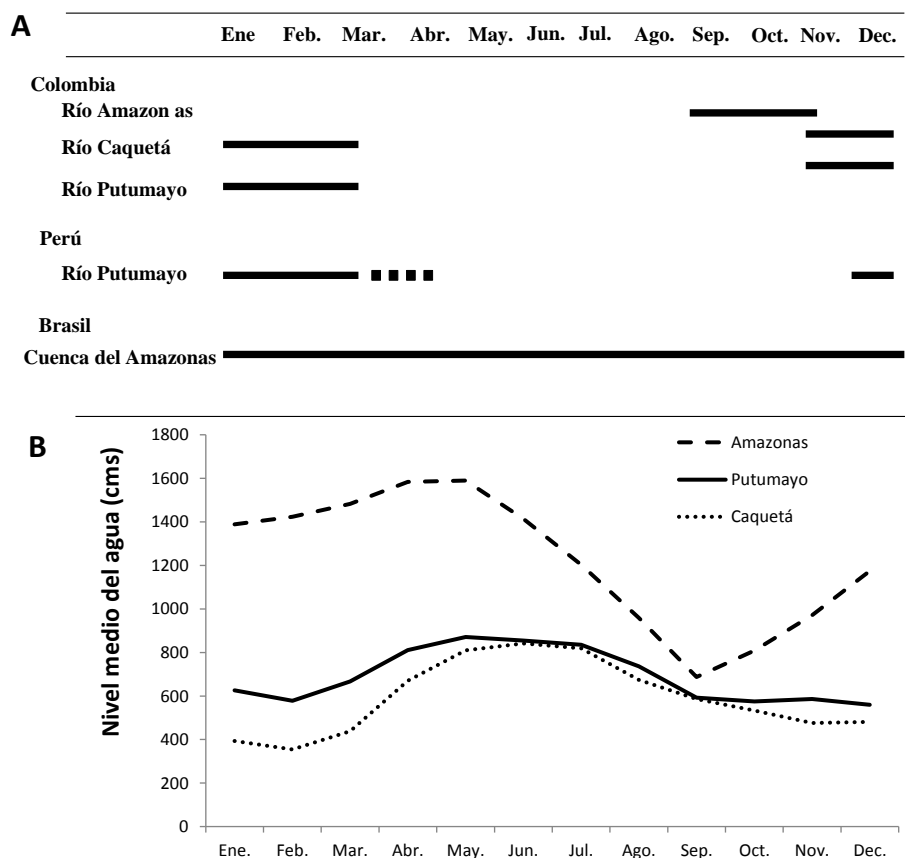 A
Ene Feb. Mar. Abr. May. Jun. Jul. Ago. Sep. Oct. Nov. Dec.
Colombia
Río Amazon as
Río Caquetá
Río Putumayo
Perú
Río Putumayo
Brasil
Cuenca del Amazonas
B
Nivel medio del agua (cms)
1800
1600
1400
1200
1000
800
600
400
200
0
Amazonas
Putumayo
Caquetá
Ene. Feb. Mar. Abr. May. Jun. Jul. Ago. Sep. Oct. Nov. Dec.